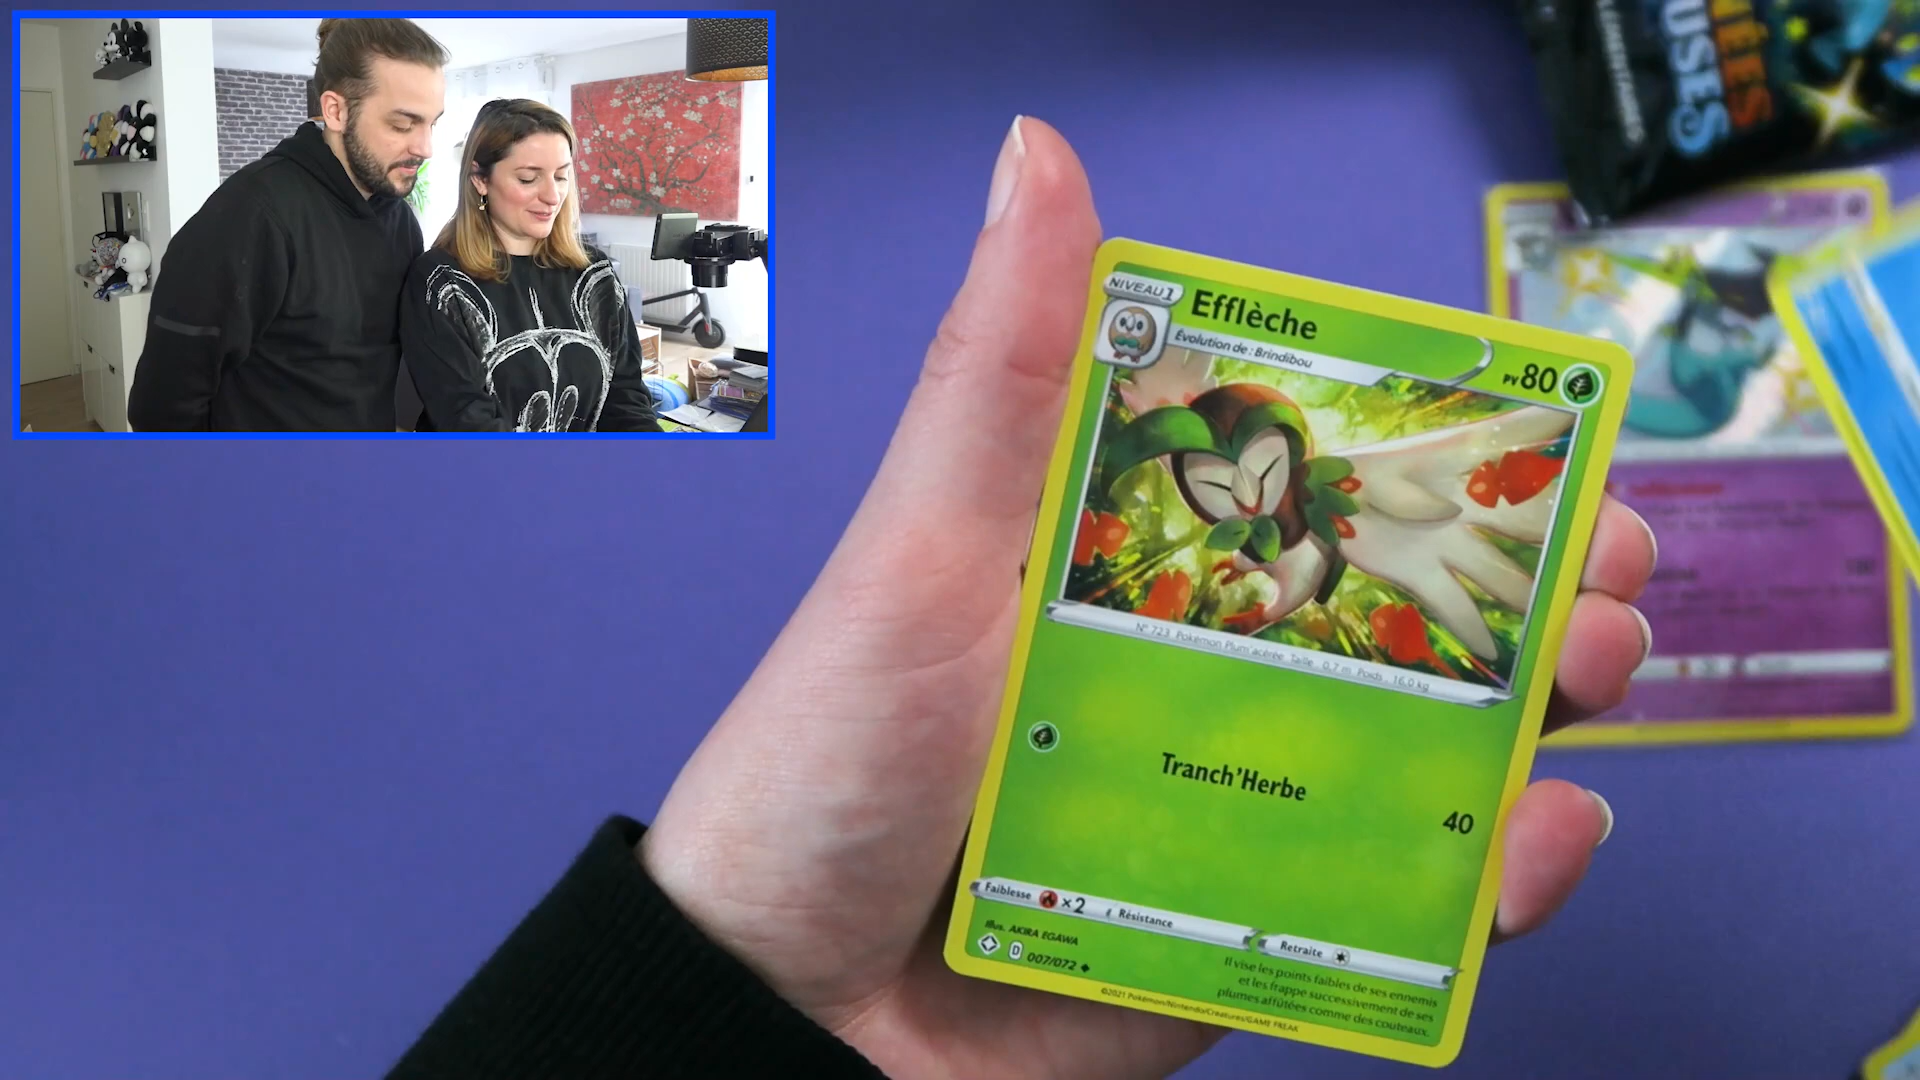 NIVEAU 1
Efflèche
Évolution de : Brindibou
PV 80
N° 723 Pokémon Plum'acérée Taille : 0,7 m Poids : 16,0 kg
Tranch'Herbe
40
Faiblesse ×2 Résistance
Retraite
Illus. AKIRA EGAWA
D 007/072
Il vise les points faibles de ses ennemis
et les frappe successivement de ses
plumes affûtées comme des couteaux.
©2021 Pokémon/Nintendo/Creatures/GAME FREAK